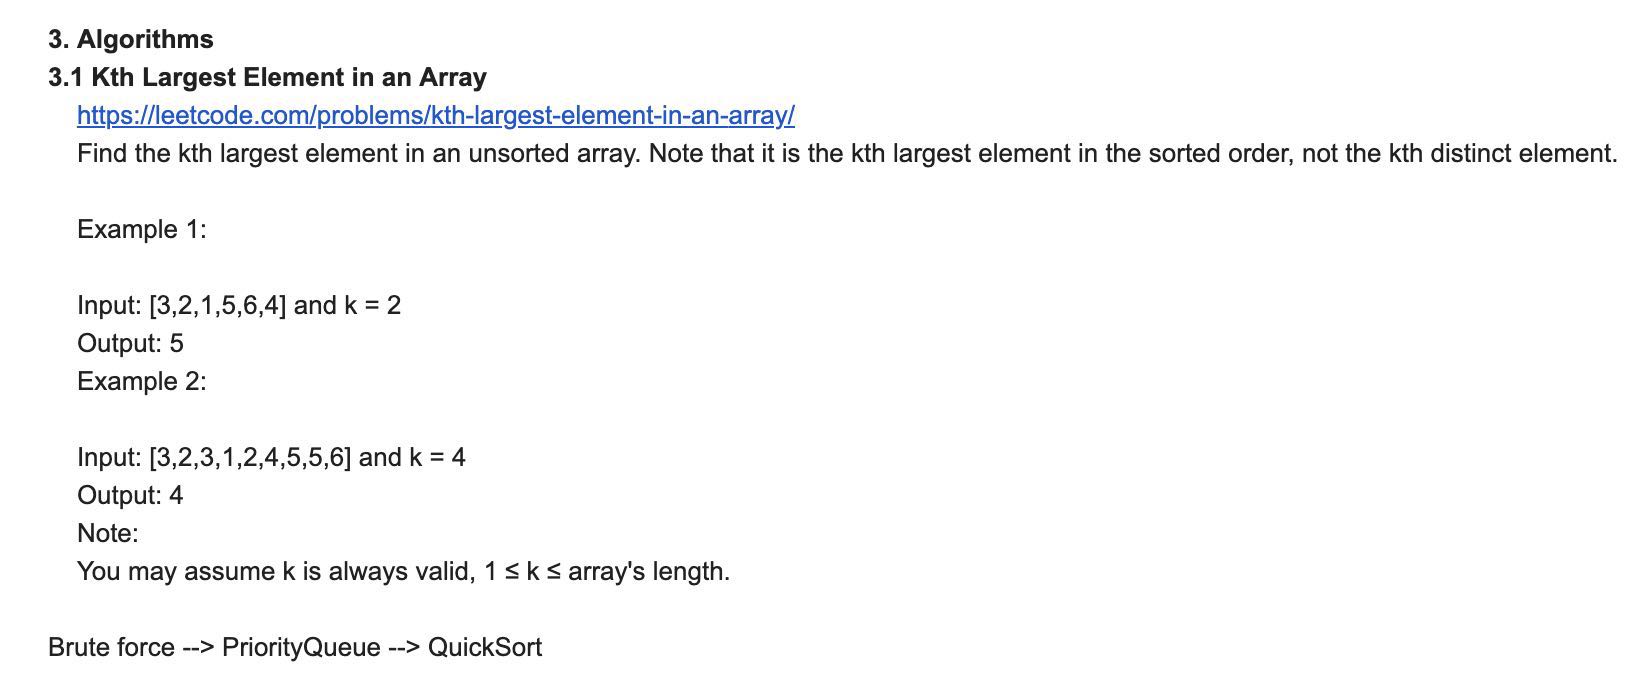 3. Algorithms
3.1 Kth Largest Element in an Array
https://leetcode.com/problems/kth-largest-element-in-an-array/
Find the kth largest element in an unsorted array. Note that it is the kth largest element in the sorted order, not the kth distinct element.
Example 1:
Input: [3,2,1,5,6,4] and k = 2
Output: 5
Example 2:
Input: [3,2,3,1,2,4,5,5,6] and k = 4
Output: 4
Note:
You may assume k is always valid, 1 ≤ k ≤ array's length.
Brute force --> PriorityQueue --> QuickSort